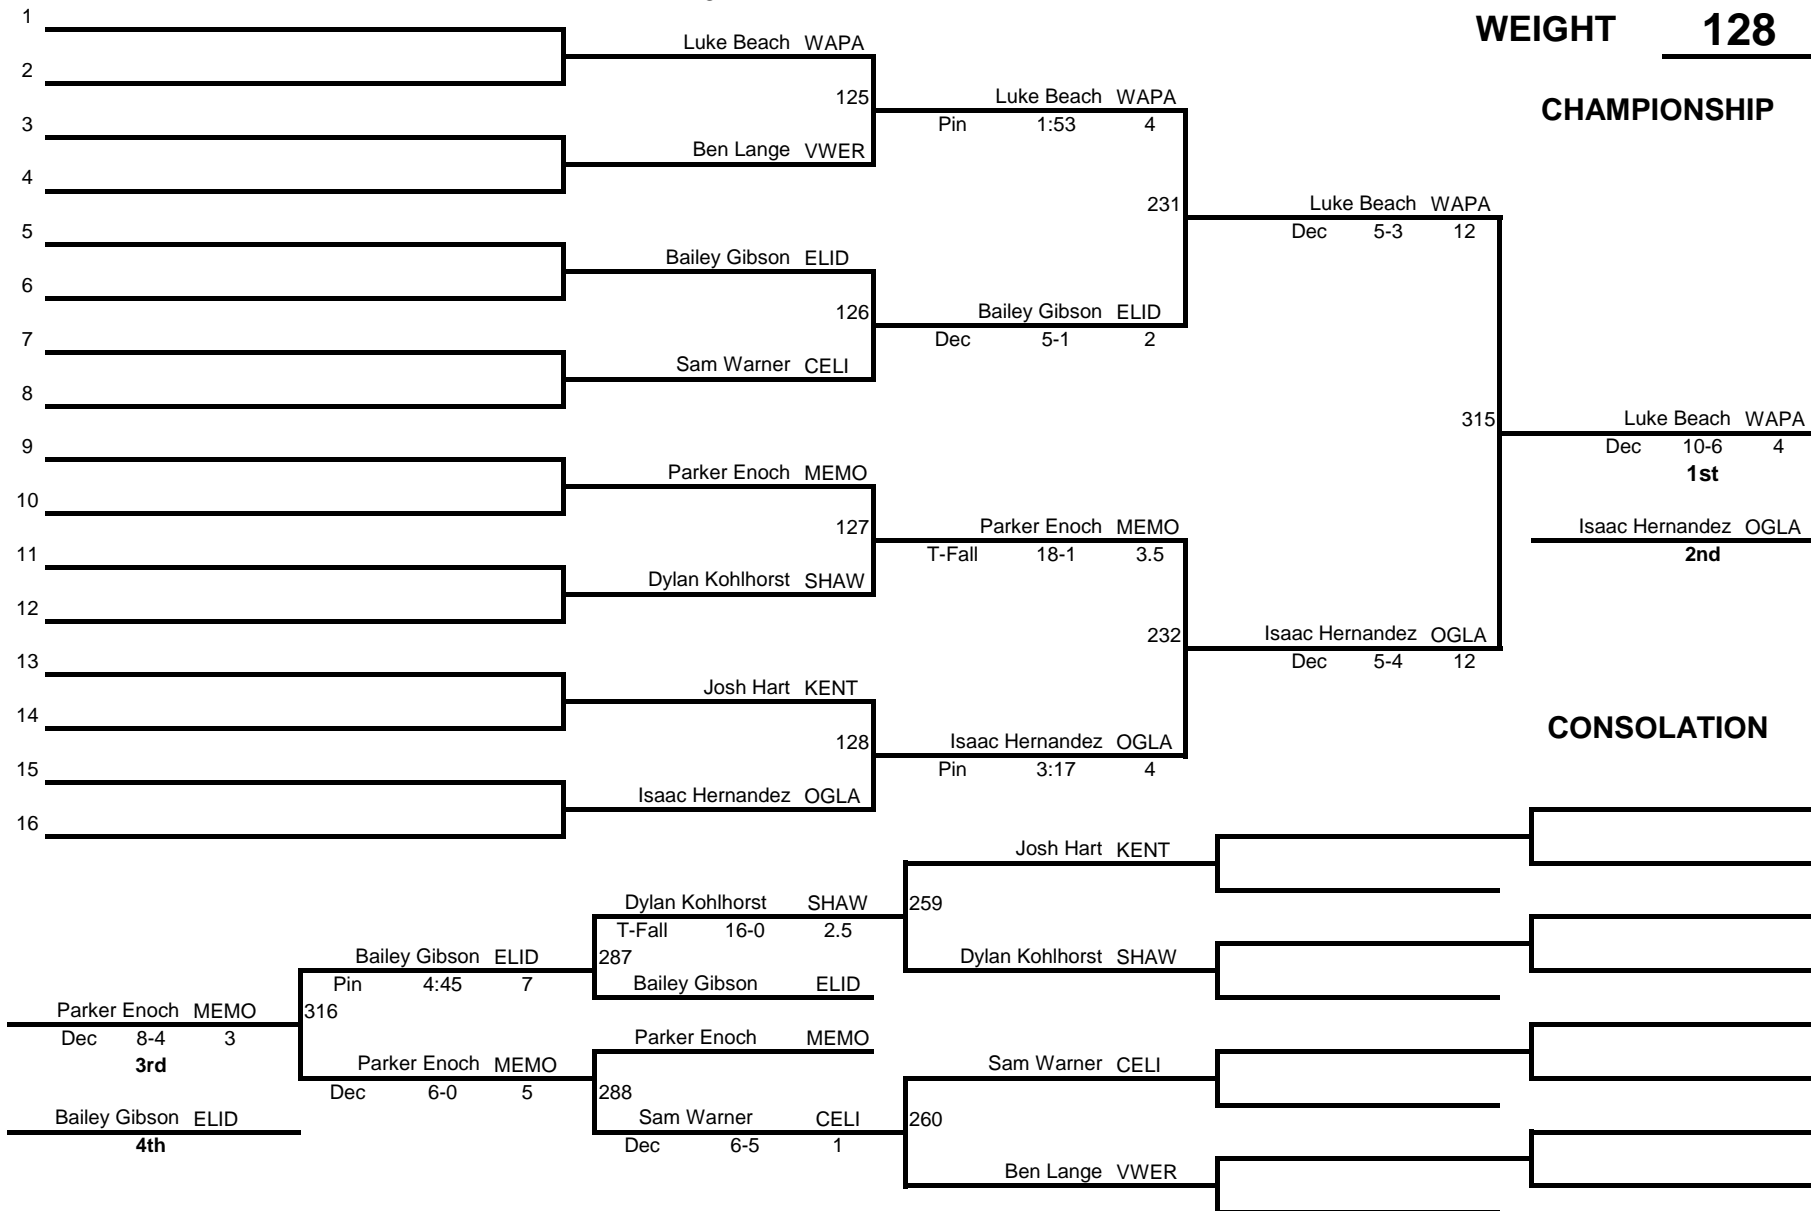 WEIGHT 128
CHAMPIONSHIP
1
Luke Beach WAPA
2
125
Luke Beach WAPA
Pin 1:53 4
3
Ben Lange VWER
4
231
Luke Beach WAPA
Dec 5-3 12
5
Bailey Gibson ELID
6
126
Bailey Gibson ELID
Dec 5-1 2
7
Sam Warner CELI
8
315
Luke Beach WAPA
Dec 10-6 4
1st
9
Parker Enoch MEMO
10
127
Parker Enoch MEMO
T-Fall 18-1 3.5
Isaac Hernandez OGLA
2nd
11
Dylan Kohlhorst SHAW
12
232
Isaac Hernandez OGLA
Dec 5-4 12
13
Josh Hart KENT
14
128
Isaac Hernandez OGLA
Pin 3:17 4
15
Isaac Hernandez OGLA
16
CONSOLATION
Josh Hart KENT
Dylan Kohlhorst SHAW
259
T-Fall 16-0 2.5
Bailey Gibson ELID
287
Dylan Kohlhorst SHAW
Pin 4:45 7
Bailey Gibson ELID
Parker Enoch MEMO
316
Dec 8-4 3
3rd
Parker Enoch MEMO
Parker Enoch MEMO
Sam Warner CELI
Dec 6-0 5
288
Bailey Gibson ELID
4th
Sam Warner CELI
260
Dec 6-5 1
Ben Lange VWER